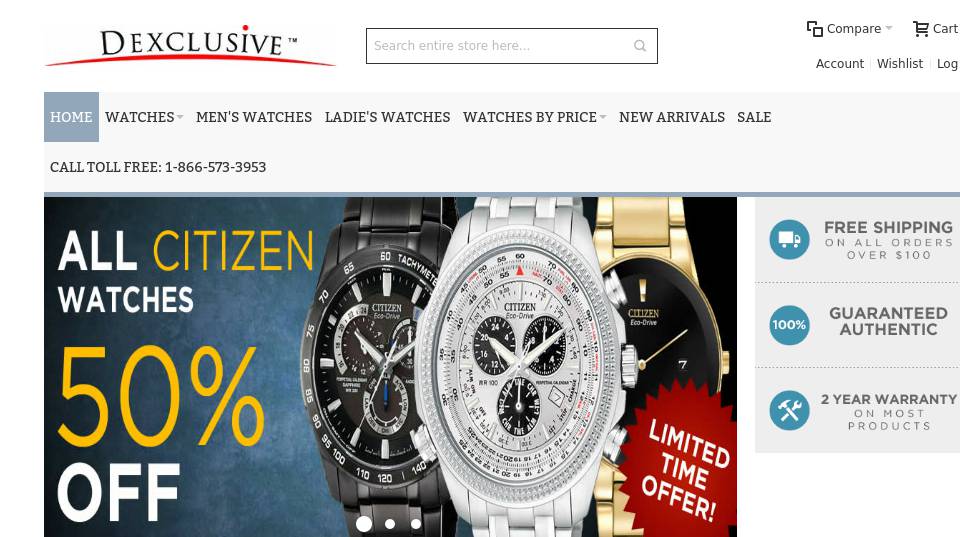 DEXCLUSIVE™
Search entire store here...
Compare
Cart
Account
Wishlist
Log
HOME
WATCHES
MEN'S WATCHES
LADIE'S WATCHES
WATCHES BY PRICE
NEW ARRIVALS
SALE
CALL TOLL FREE: 1-866-573-3953
ALL CITIZEN
WATCHES
50%
OFF
CITIZEN
Eco-Drive
CITIZEN
Eco-Drive
CITIZEN
Eco-Drive
LIMITED
TIME
OFFER!
FREE SHIPPING
ON ALL ORDERS
OVER $100
100%
GUARANTEED
AUTHENTIC
2 YEAR WARRANTY
ON MOST
PRODUCTS